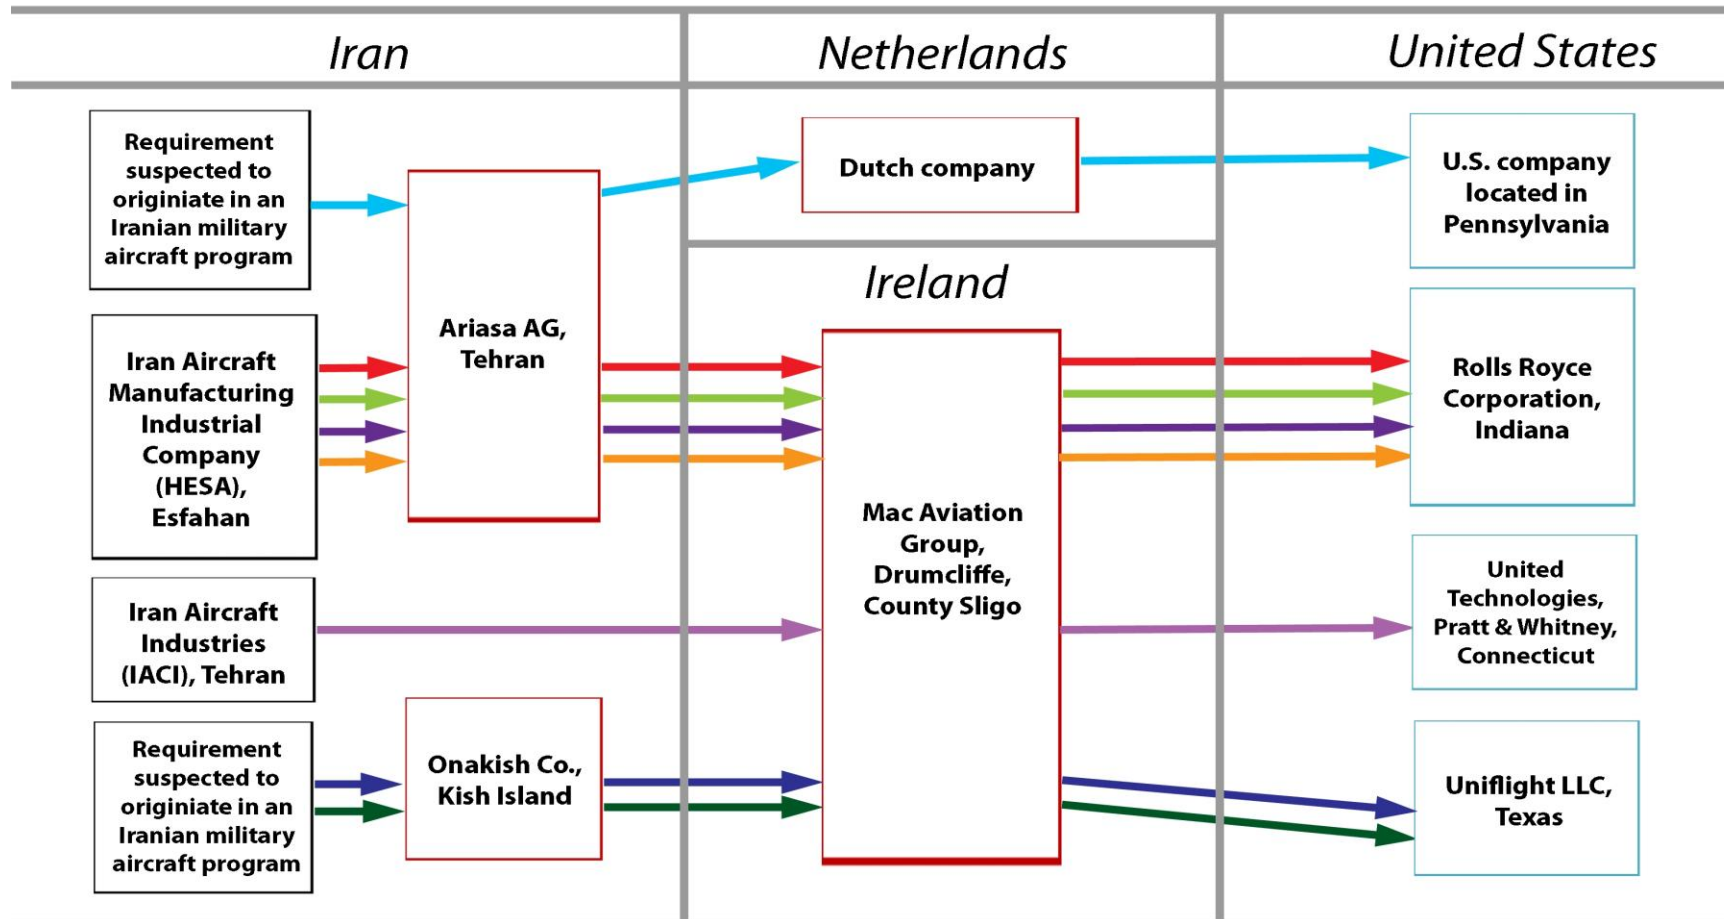 Iran
Netherlands
United States
Requirement
suspected to
originiate in an
Iranian military
aircraft program
Ariasa AG,
Tehran
Dutch company
U.S. company
located in
Pennsylvania
Ireland
Iran Aircraft
Manufacturing
Industrial
Company
(HESA),
Esfahan
Mac Aviation
Group,
Drumcliffe,
County Sligo
Rolls Royce
Corporation,
Indiana
Iran Aircraft
Industries
(IACI), Tehran
United
Technologies,
Pratt & Whitney,
Connecticut
Requirement
suspected to
originiate in an
Iranian military
aircraft program
Onakish Co.,
Kish Island
Uniflight LLC,
Texas